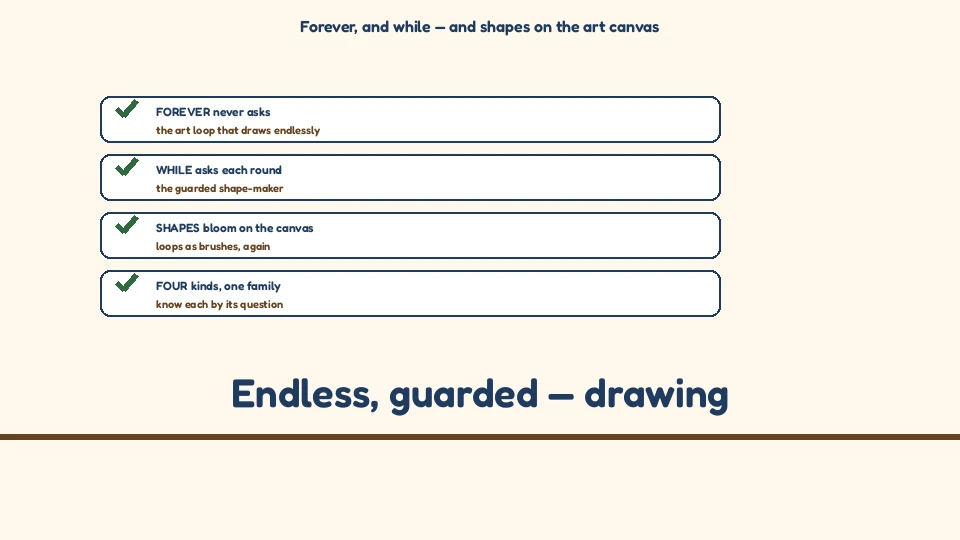 Forever, and while — and shapes on the art canvas
FOREVER never asks
the art loop that draws endlessly
WHILE asks each round
the guarded shape-maker
SHAPES bloom on the canvas
loops as brushes, again
FOUR kinds, one family
know each by its question
Endless, guarded — drawing